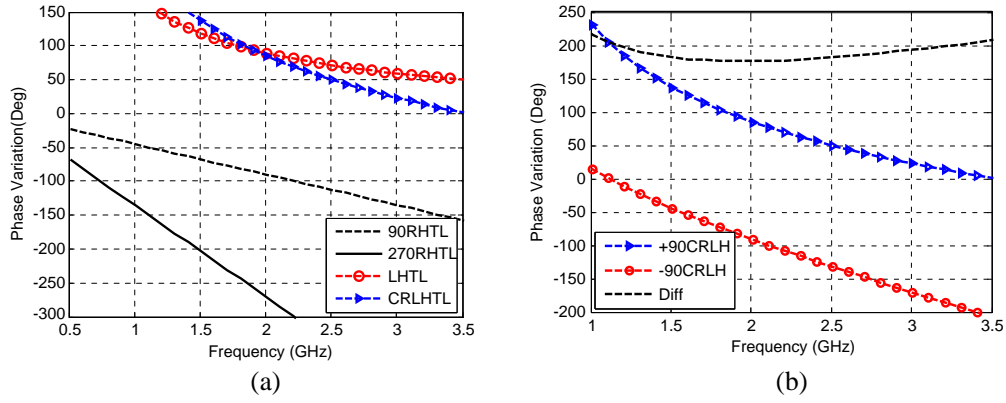 150
100
50
0
-50
-100
-150
-200
-250
-300
Phase Variation(Deg)
90RHTL
270RHTL
LHTL
CRLHTL
0.5 1 1.5 2 2.5 3 3.5
Frequency (GHz)
(a)
250
200
150
100
50
0
-50
-100
-150
-200
Phase Variation (Deg)
+90CRLH
-90CRLH
Diff
1 1.5 2 2.5 3 3.5
Frequency (GHz)
(b)